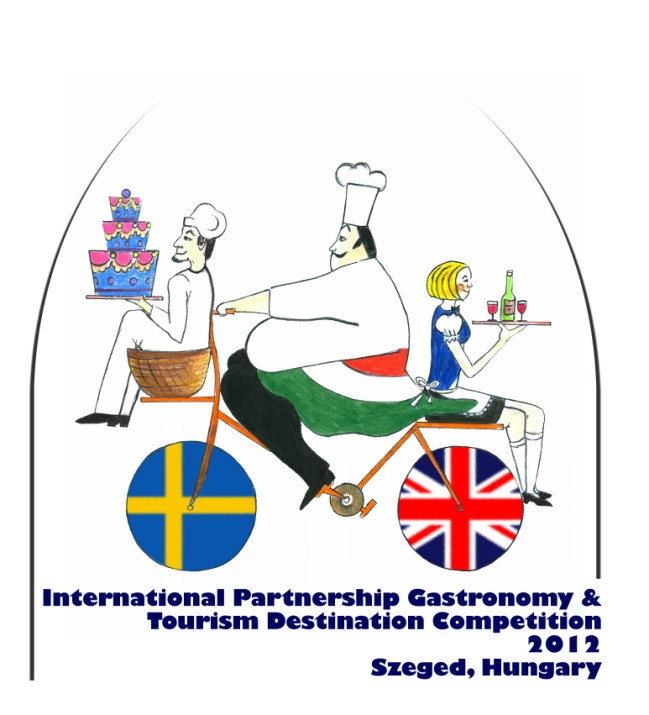 International Partnership Gastronomy &
Tourism Destination Competition
2012
Szeged, Hungary